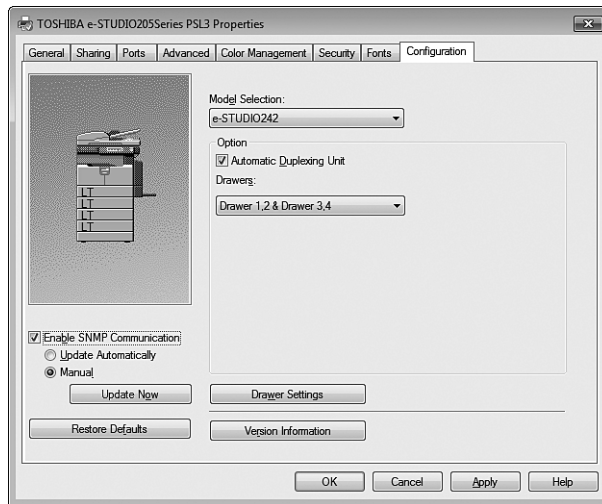 TOSHIBA e-STUDIO205Series PSL3 Properties
General Sharing Ports Advanced Color Management Security Fonts Configuration
Model Selection:
e-STUDIO242
Option
Automatic Duplexing Unit
Drawers:
Drawer 1,2 & Drawer 3,4
LT
LT
LT
LT
Enable SNMP Communication
Update Automatically
Manual
Update Now
Drawer Settings
Restore Defaults
Version Information
OK Cancel Apply Help